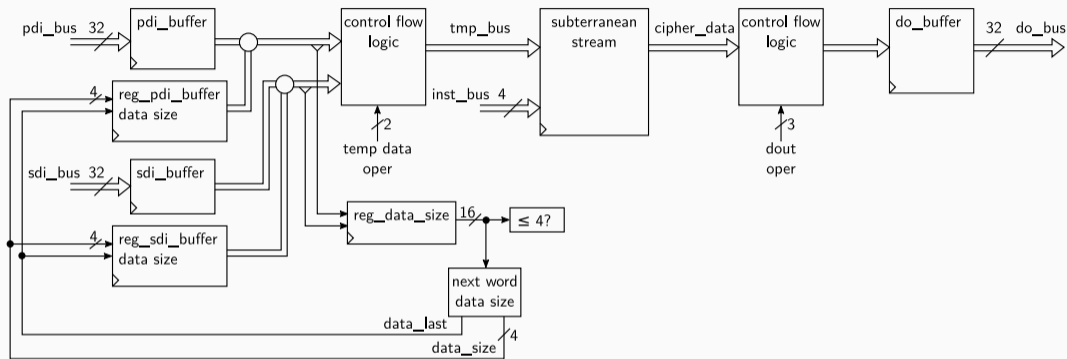 pdi_bus 32
pdi_buffer
4
reg_pdi_buffer
data size
sdi_bus 32
sdi_buffer
4
reg_sdi_buffer
data size
control flow
logic
2
temp data
oper
tmp_bus
inst_bus 4
subterranean
stream
cipher_data
control flow
logic
3
dout
oper
do_buffer
32 do_bus
reg_data_size
16
≤ 4?
next word
data size
data_last
data_size
4